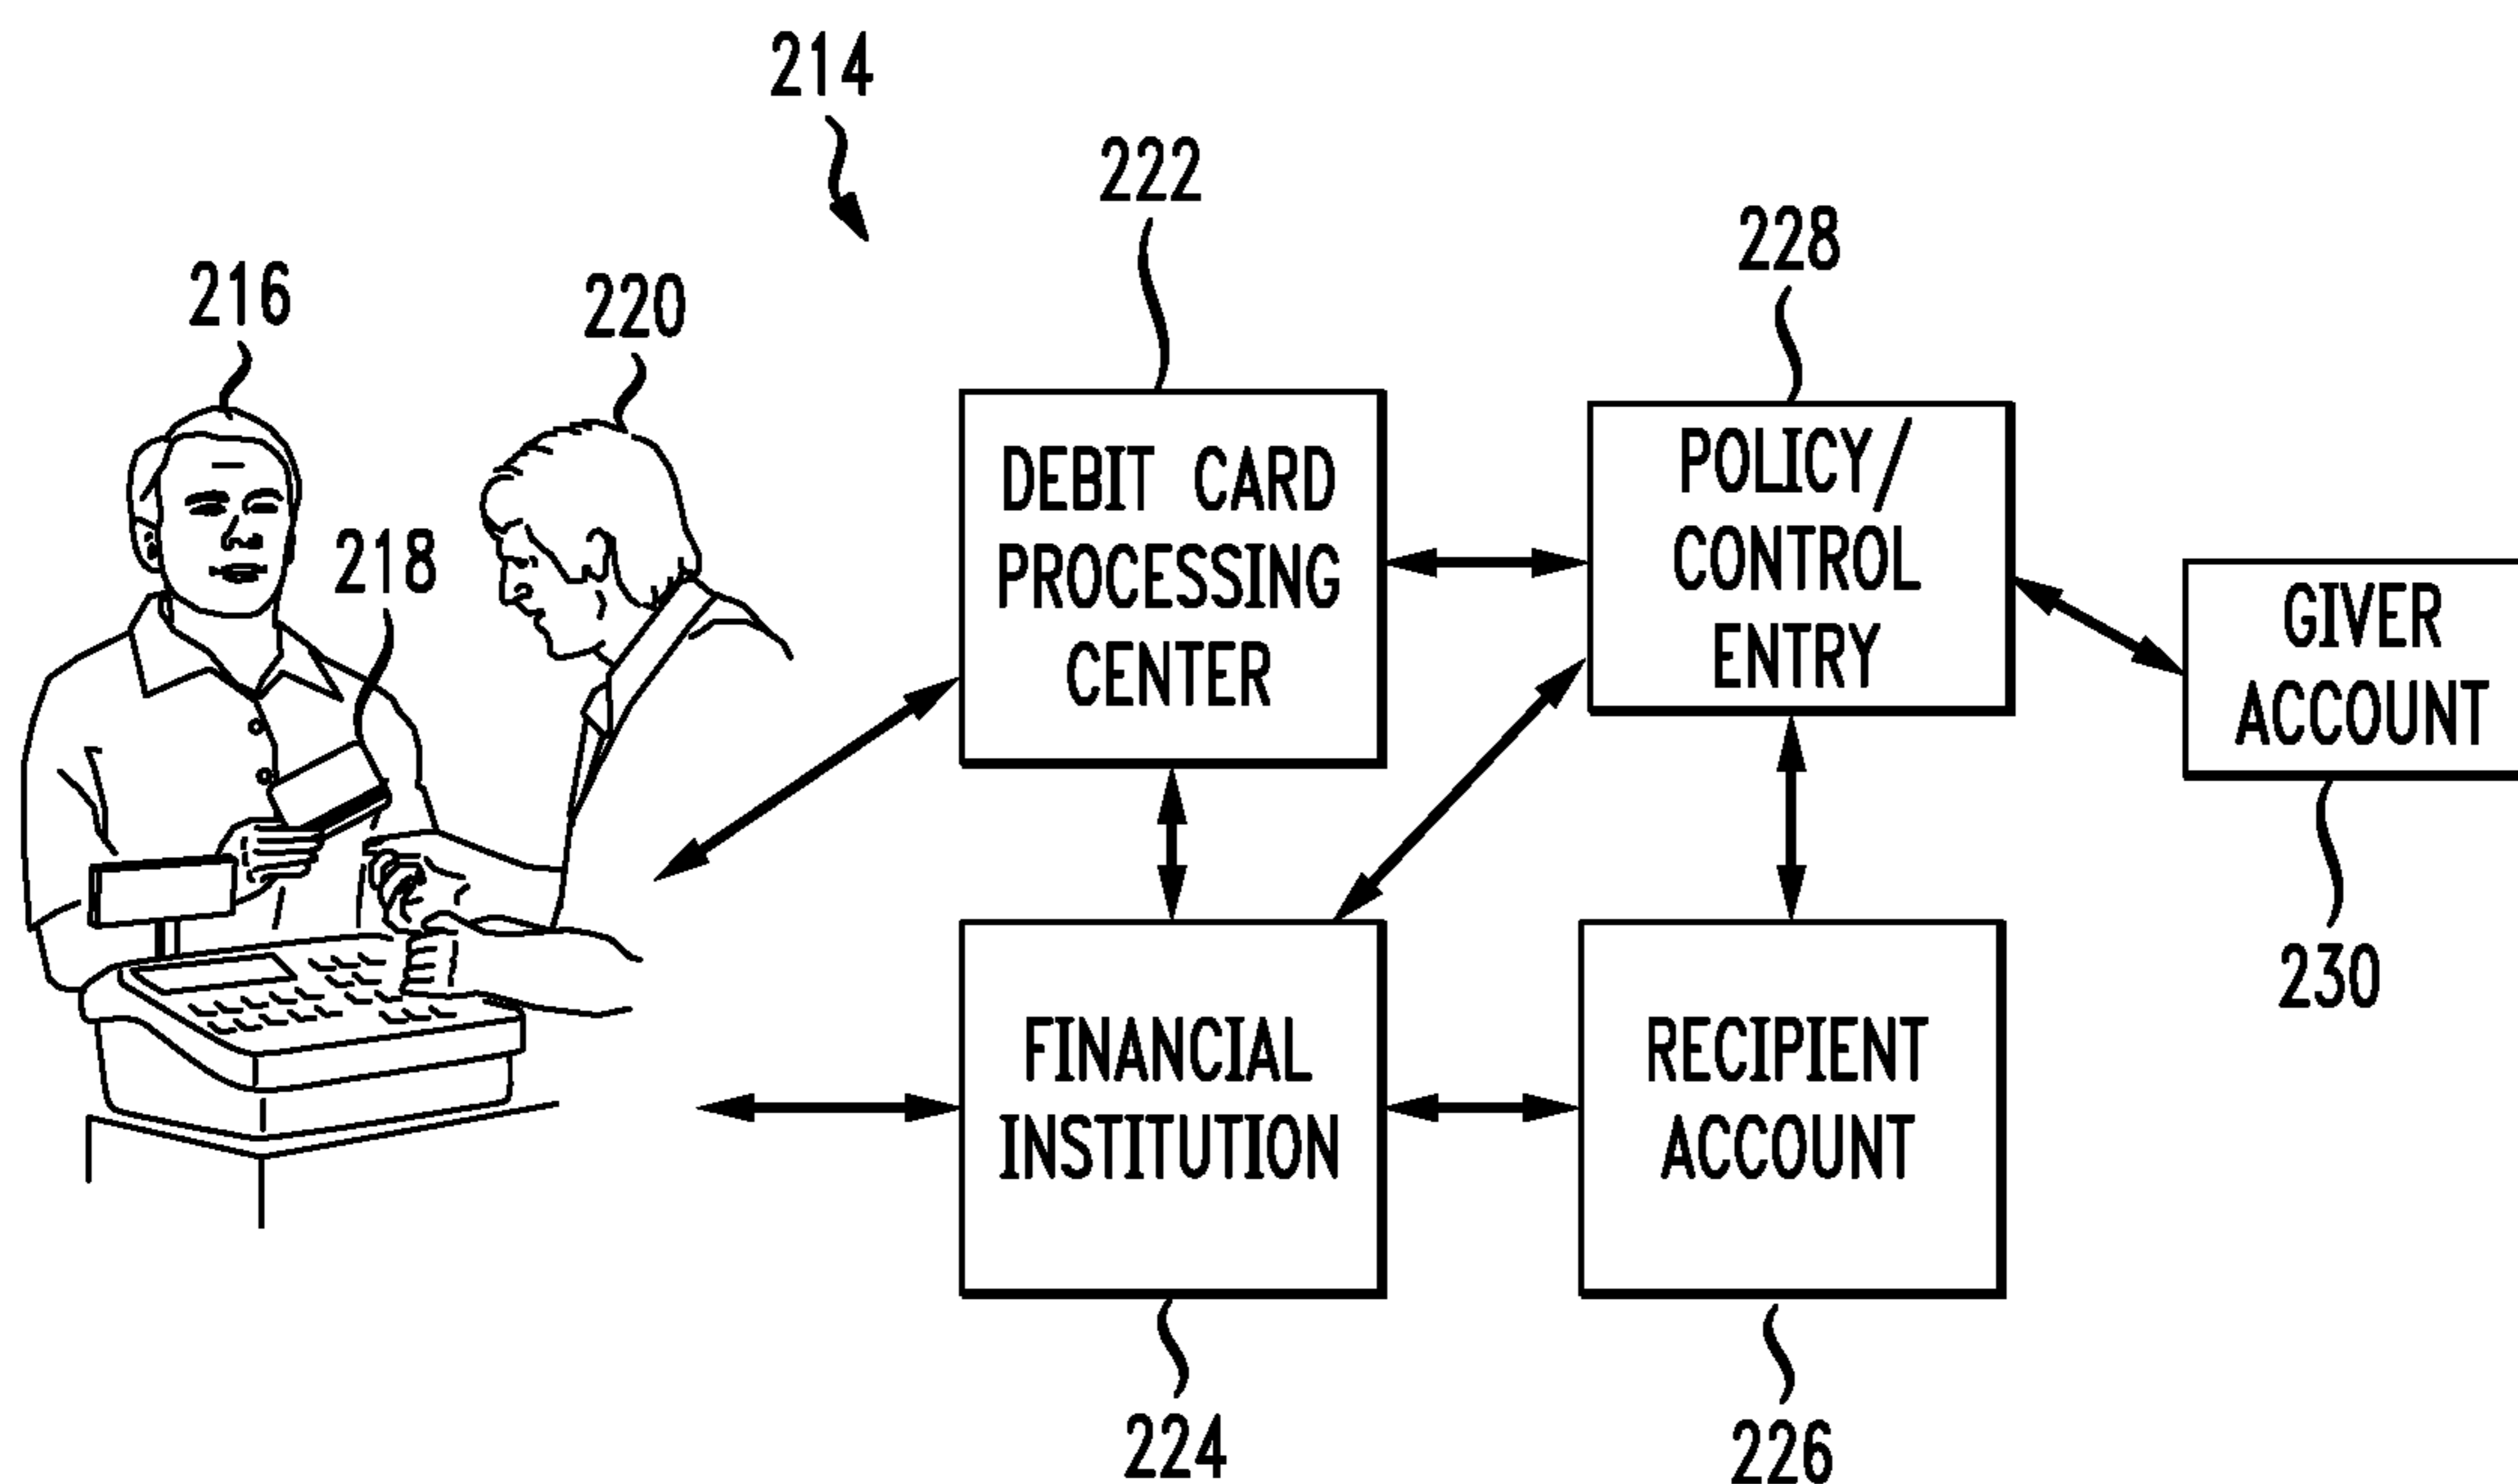 214
222
228
216
220
218
DEBIT CARD
PROCESSING
CENTER
POLICY/
CONTROL
ENTRY
GIVER
ACCOUNT
230
FINANCIAL
INSTITUTION
RECIPIENT
ACCOUNT
224
226